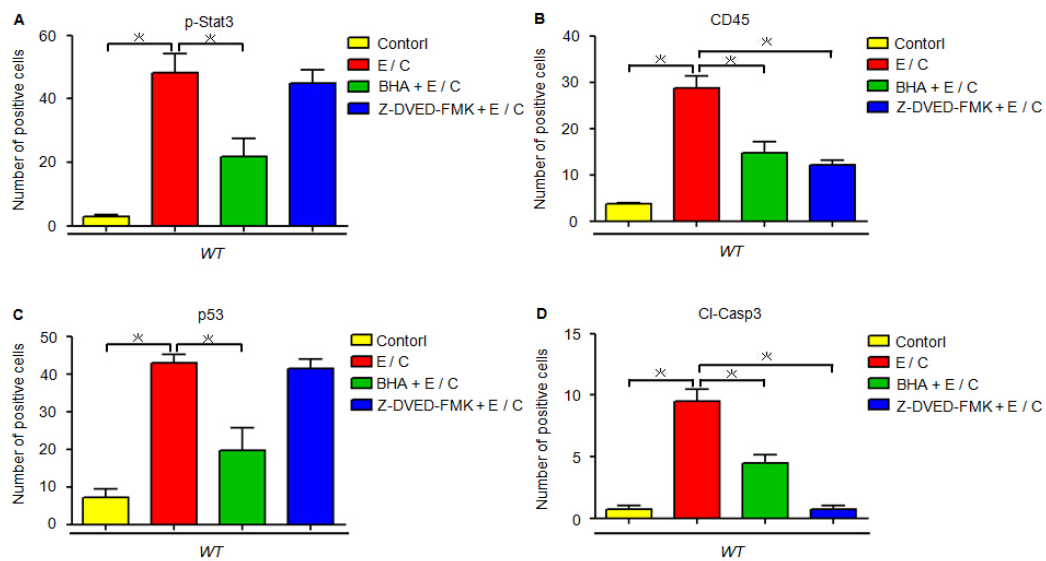 A
p-Stat3
Number of positive cells
60
40
20
0
WT
Contorl
E / C
BHA + E / C
Z-DVED-FMK + E / C
B
CD45
Number of positive cells
40
30
20
10
0
WT
Contorl
E / C
BHA + E / C
Z-DVED-FMK + E / C
C
p53
Number of positive cells
50
40
30
20
10
0
WT
Contorl
E / C
BHA + E / C
Z-DVED-FMK + E / C
D
Cl-Casp3
Number of positive cells
15
10
5
0
WT
Contorl
E / C
BHA + E / C
Z-DVED-FMK + E / C